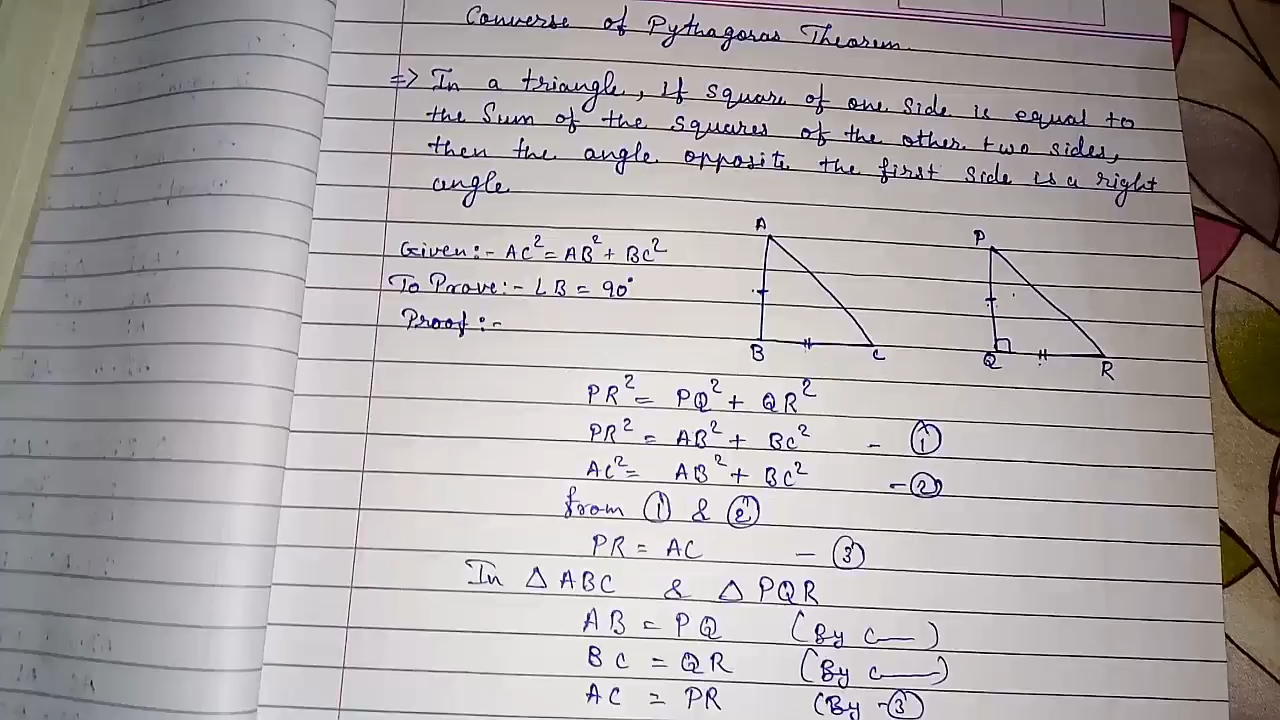 Converse of Pythagoras Theorem.
=> In a triangle, if square of one side is equal to
the Sum of the squares of the other two sides,
then the angle opposite the first side is a right
angle
Given:- AC² = AB² + BC²
To Prove:- ∠B = 90°
Proof:-
A
B
C
P
Q
R
PR² = PQ² + QR²
PR² = AB² + BC² - ①
AC² = AB² + BC² - ②
from ① & ②
PR = AC - ③
In △ ABC & △ PQR
AB = PQ (By c—)
BC = QR (By c—)
AC = PR (By -③